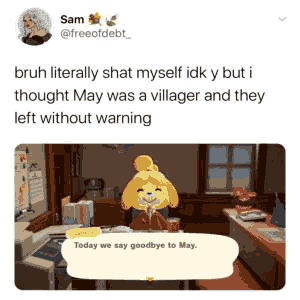 Sam
@freeofdebt_
bruh literally shat myself idk y but i
thought May was a villager and they
left without warning
Today we say goodbye to May.